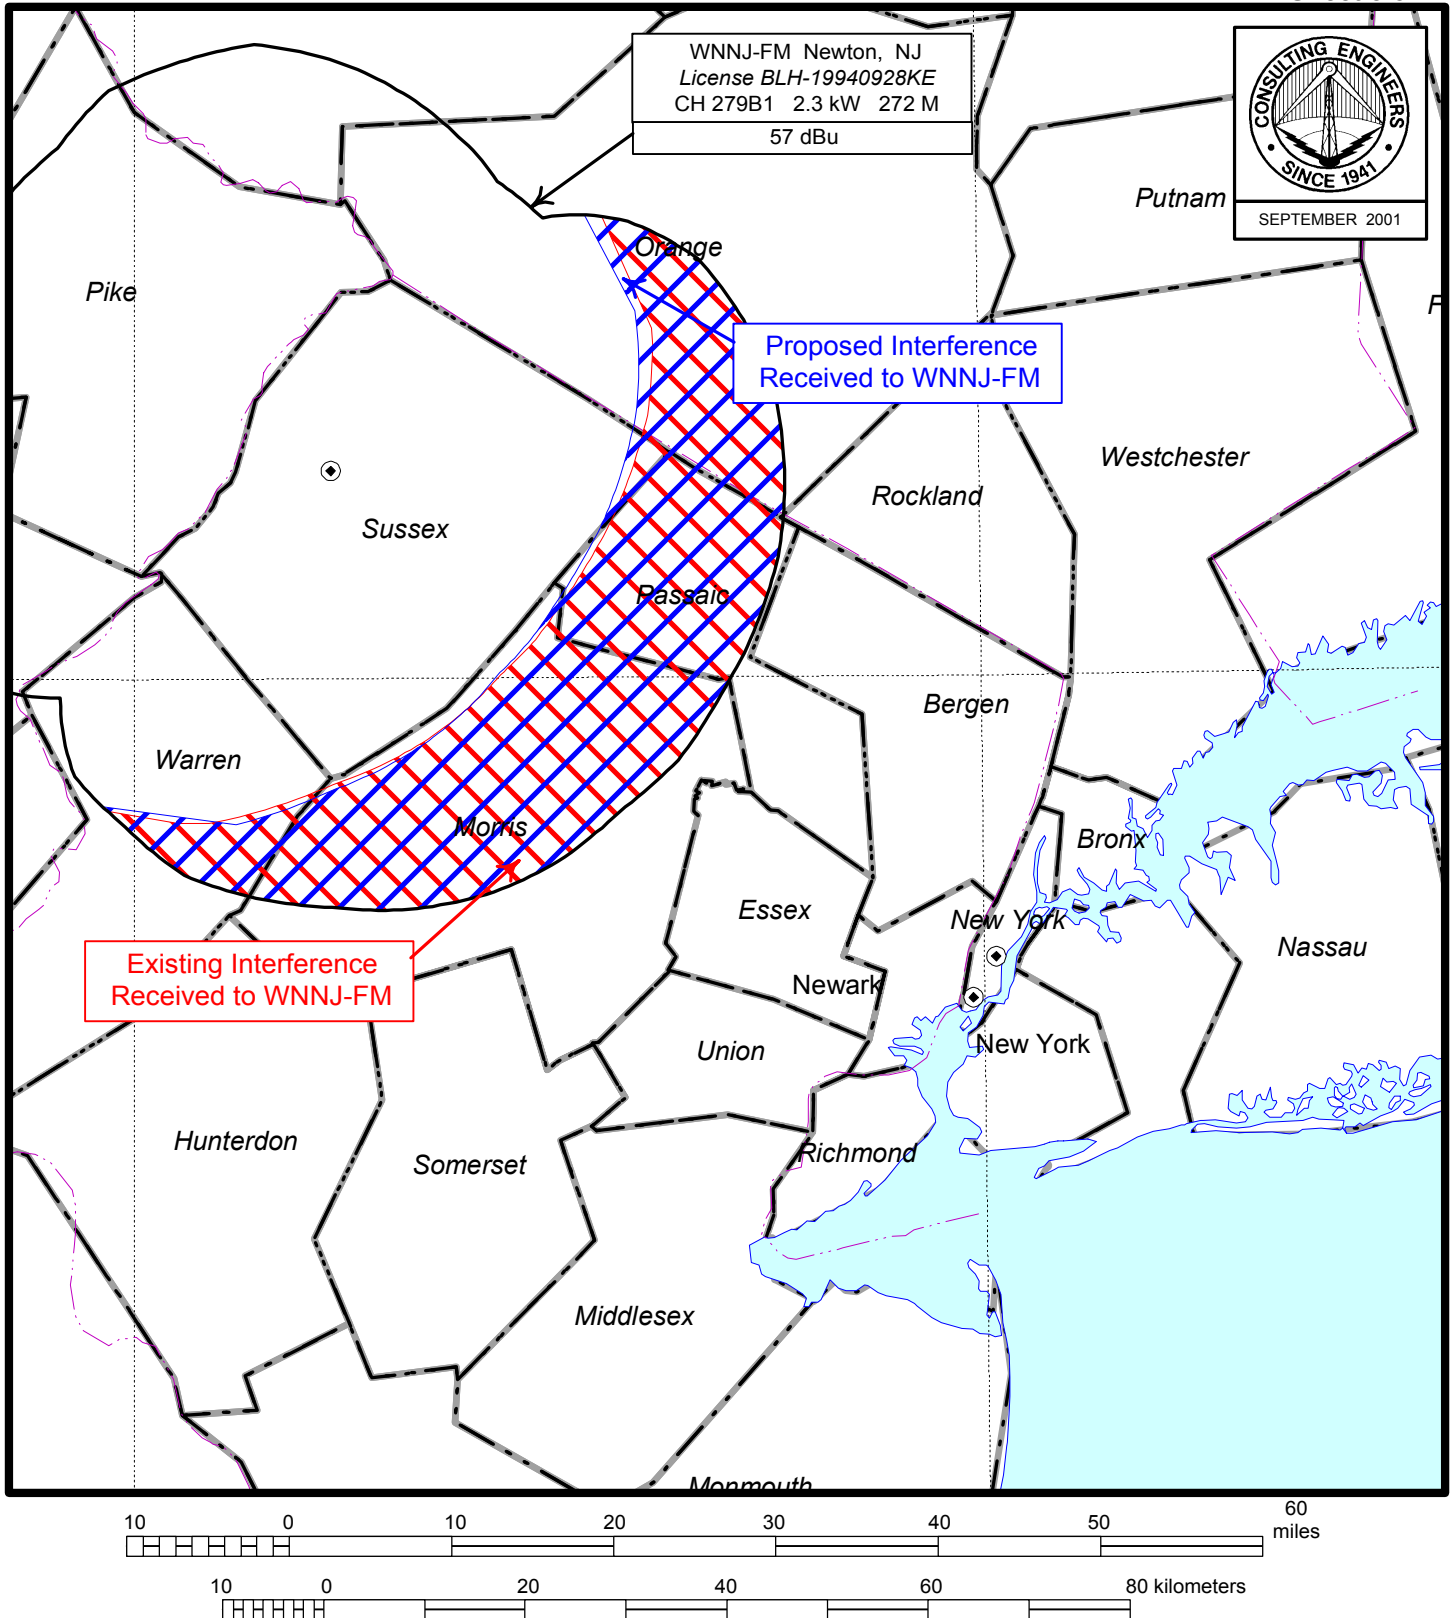 WNNJ-FM Newton, NJ
License BLH-19940928KE
CH 279B1 2.3 kW 272 M
57 dBu
CONSULTING ENGINEERS
• SINCE 1941 •
SEPTEMBER 2001
Putnam
Orange
Pike
Proposed Interference
Received to WNNJ-FM
Westchester
Rockland
Sussex
Passaic
Bergen
Warren
Morris
Bronx
Essex
New York
Nassau
Existing Interference
Received to WNNJ-FM
Newark
New York
Union
Hunterdon
Somerset
Richmond
Middlesex
Monmouth
10 0 10 20 30 40 50 60
miles
10 0 20 40 60 80 kilometers